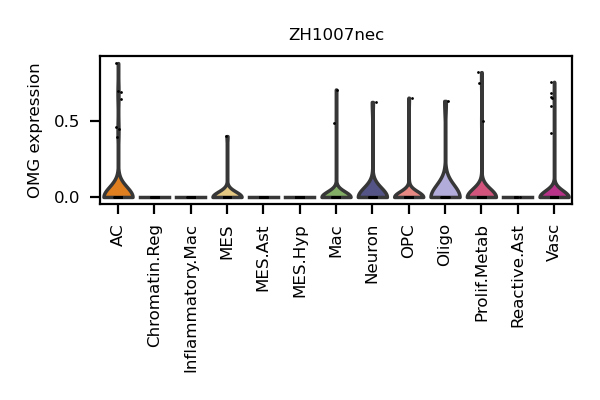 ZH1007nec
OMG expression
0.5
0.0
AC
Chromatin.Reg
Inflammatory.Mac
MES
MES.Ast
MES.Hyp
Mac
Neuron
OPC
Oligo
Prolif.Metab
Reactive.Ast
Vasc